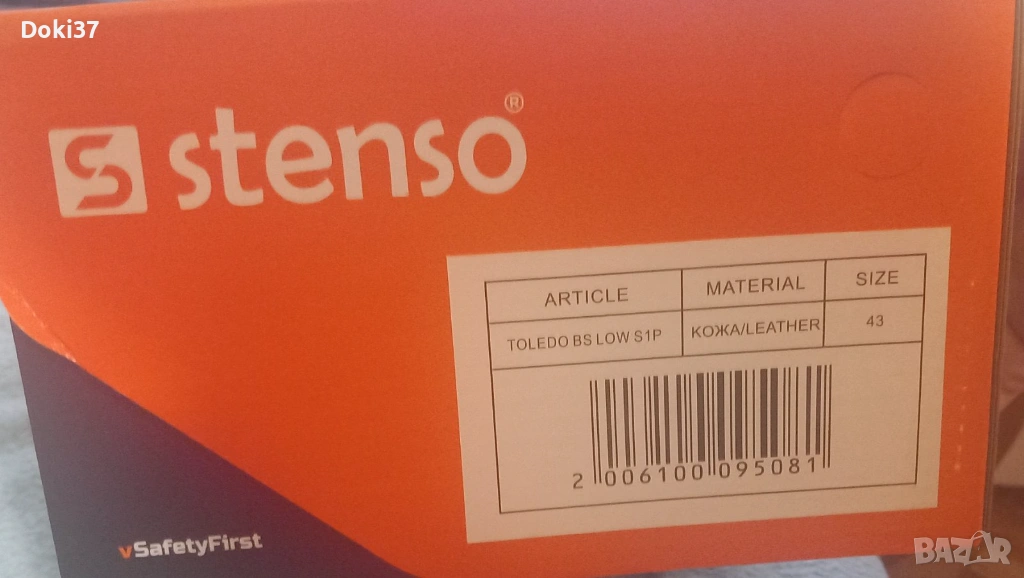 Doki37
stenso®
ARTICLE MATERIAL SIZE
TOLEDO BS LOW S1P КОЖА/LEATHER 43
2 006100 095081
vSafetyFirst
BAZAR